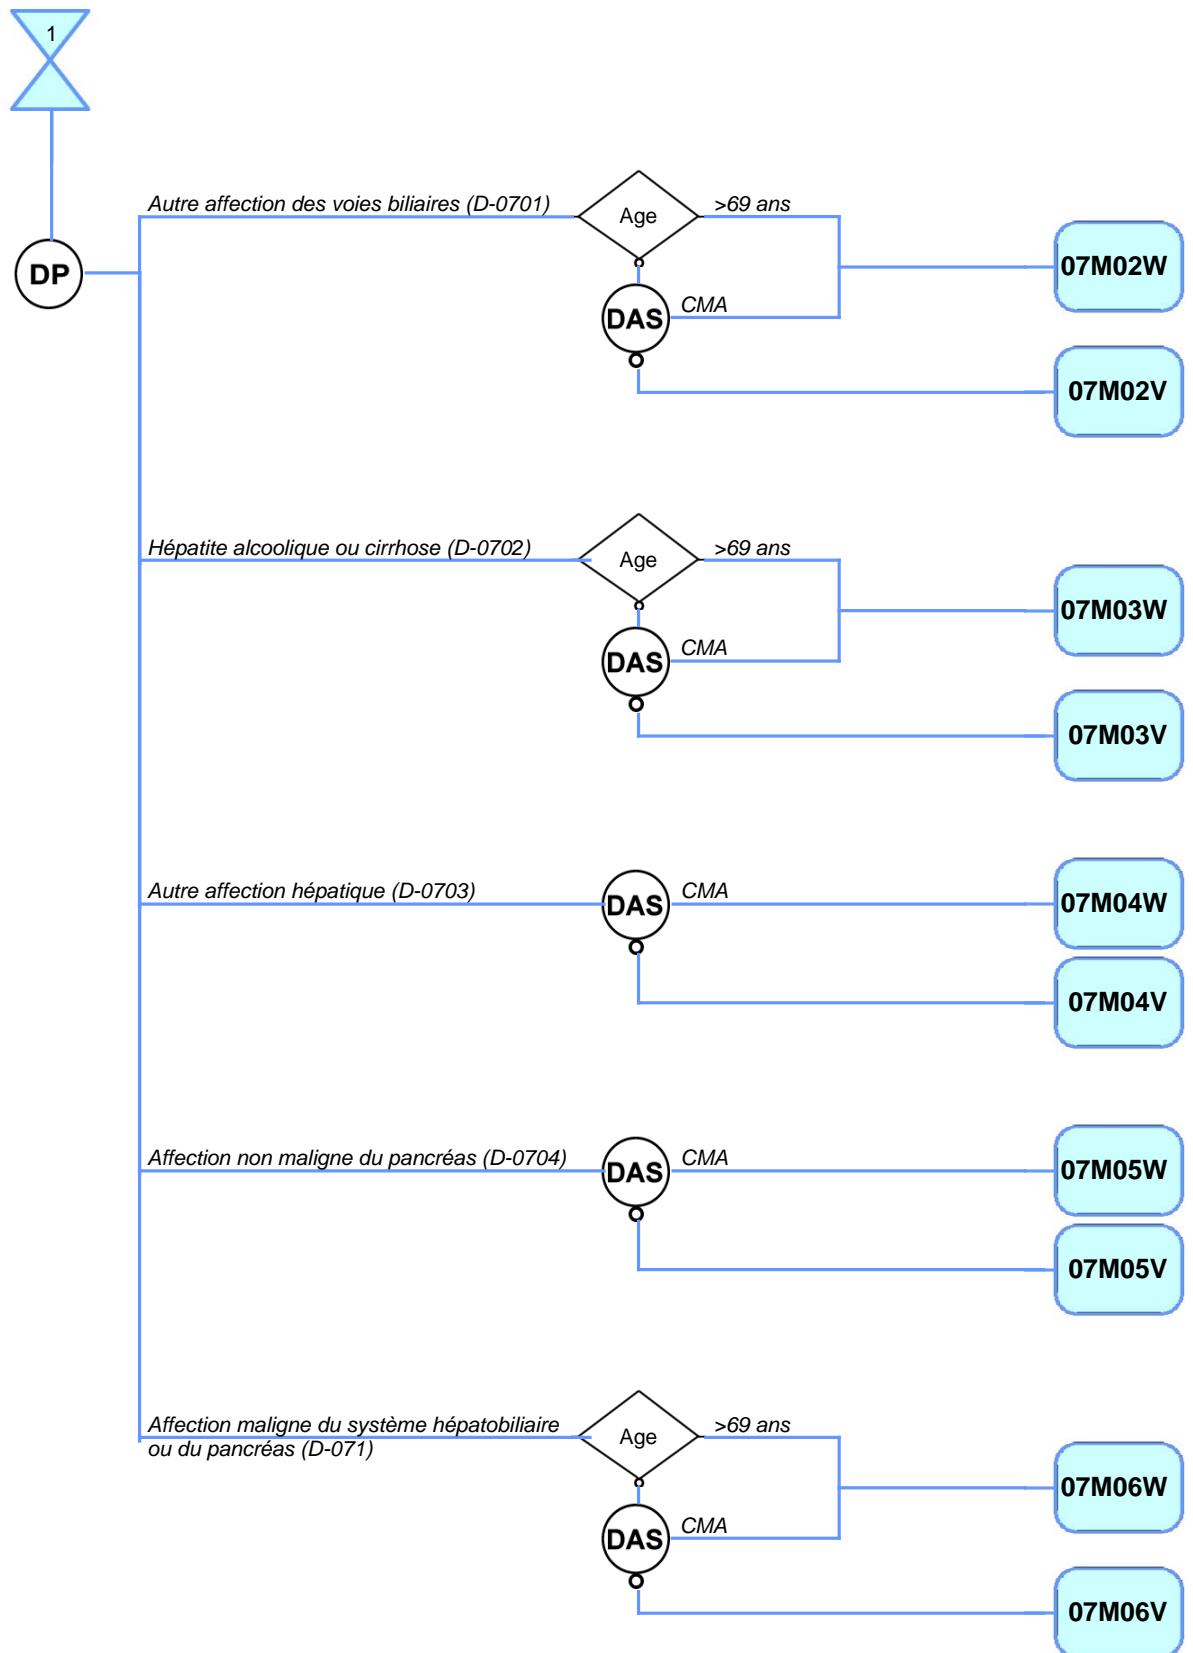 1
DP
Autre affection des voies biliaires (D-0701)
Age
>69 ans
DAS
CMA
07M02W
07M02V
Hépatite alcoolique ou cirrhose (D-0702)
Age
>69 ans
DAS
CMA
07M03W
07M03V
Autre affection hépatique (D-0703)
DAS
CMA
07M04W
07M04V
Affection non maligne du pancréas (D-0704)
DAS
CMA
07M05W
07M05V
Affection maligne du système hépatobiliaire
ou du pancréas (D-071)
Age
>69 ans
DAS
CMA
07M06W
07M06V